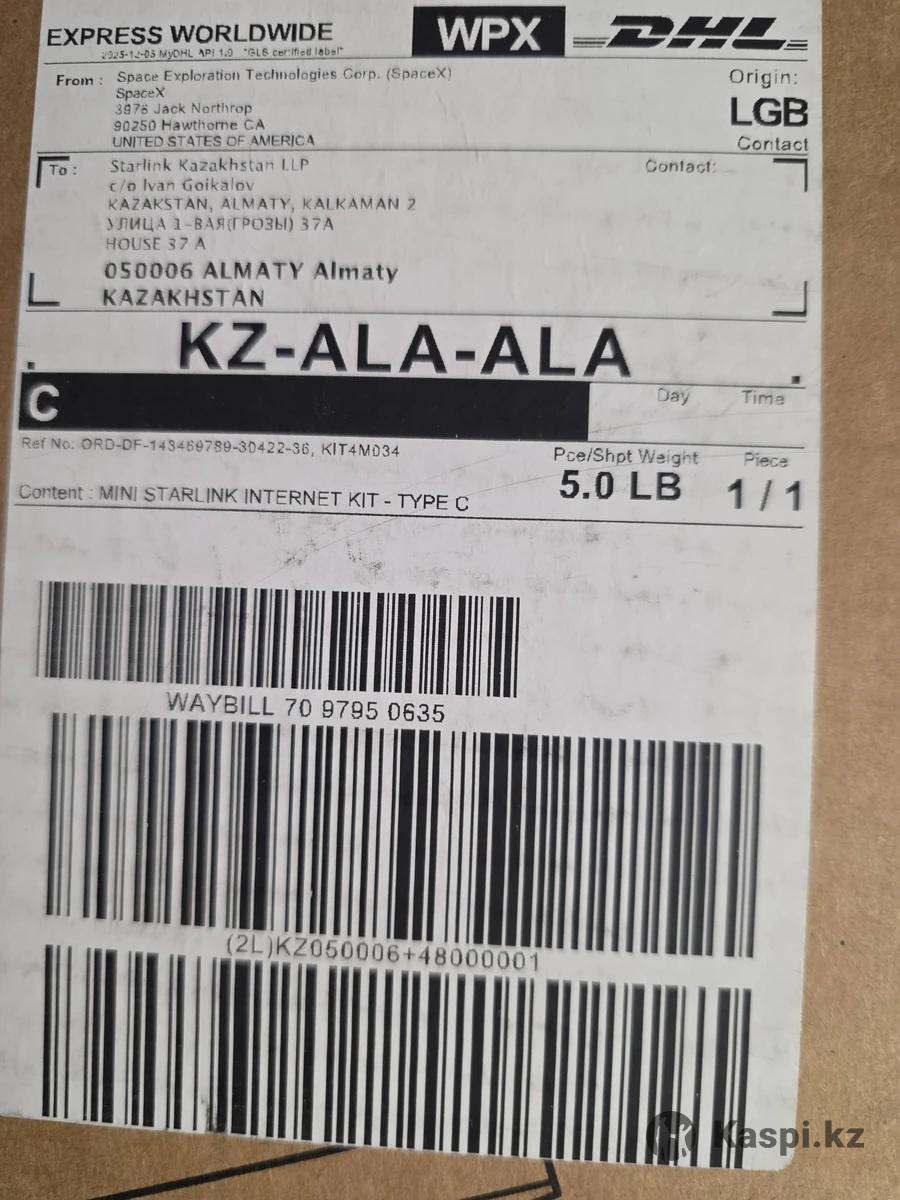 EXPRESS WORLDWIDE
WPX
DHL
2025-12-05 MyDHL API 1.0 *GLS certified label*
From : Space Exploration Technologies Corp. (SpaceX)
SpaceX
3976 Jack Northrop
90250 Hawthorne CA
UNITED STATES OF AMERICA
Origin:
LGB
Contact
To : Starlink Kazakhstan LLP
c/o Ivan Goikalov
KAZAKSTAN, ALMATY, KALKAMAN 2
УЛИЦА 1-ВАЯ(ГРОЗЫ) 37А
HOUSE 37 A
050006 ALMATY Almaty
KAZAKHSTAN
Contact:
KZ-ALA-ALA
C
Day Time
Ref No: ORD-DF-143469789-30422-36, KIT4M034
Pce/Shpt Weight
5.0 LB
Piece
1 / 1
Content : MINI STARLINK INTERNET KIT - TYPE C
WAYBILL 70 9795 0635
(2L)KZ050006+48000001
Kaspi.kz